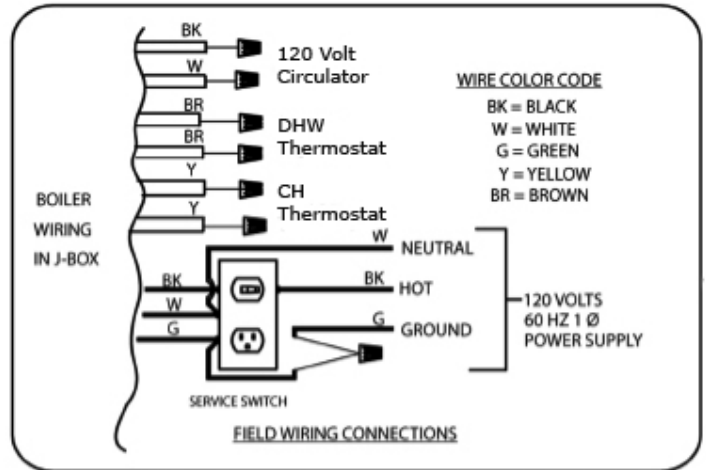 BK
120 Volt
W
Circulator
BR
DHW
BR
Thermostat
Y
CH
Y
Thermostat
WIRE COLOR CODE
BK = BLACK
W = WHITE
G = GREEN
Y = YELLOW
BR = BROWN
BOILER
WIRING
IN J-BOX
W
NEUTRAL
BK
BK
HOT
W
G
G
GROUND
120 VOLTS
60 HZ 1 Ø
POWER SUPPLY
SERVICE SWITCH
FIELD WIRING CONNECTIONS